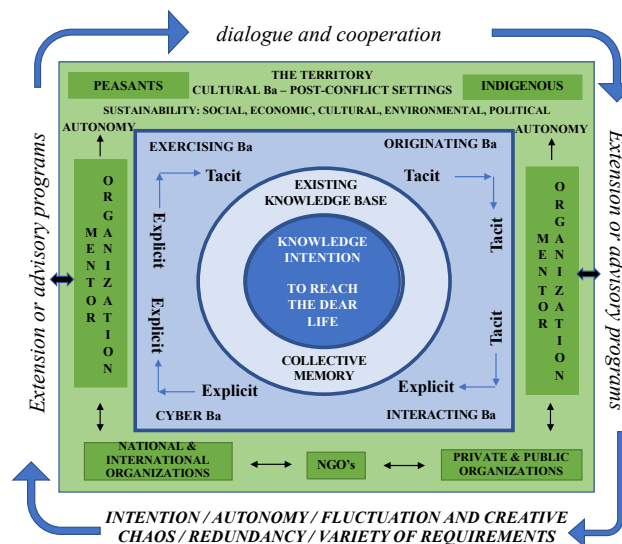 dialogue and cooperation
THE TERRITORY
PEASANTS
CULTURAL Ba – POST-CONFLICT SETTINGS
INDIGENOUS
SUSTAINABILITY: SOCIAL, ECONOMIC, CULTURAL, ENVIRONMENTAL, POLITICAL
AUTONOMY
AUTONOMY
Extension or advisory programs
MENTOR
ORGANIZATION
EXERCISING Ba
ORIGINATING Ba
Tacit
Tacit
Explicit
Tacit
EXISTING
KNOWLEDGE BASE
KNOWLEDGE
INTENTION
TO REACH
THE DEAR
LIFE
COLLECTIVE
MEMORY
Explicit
Tacit
Explicit
Explicit
CYBER Ba
INTERACTING Ba
MENTOR
ORGANIZATION
Extension or advisory programs
NATIONAL &
INTERNATIONAL
ORGANIZATIONS
NGO's
PRIVATE & PUBLIC
ORGANIZATIONS
INTENTION / AUTONOMY / FLUCTUATION AND CREATIVE
CHAOS / REDUNDANCY / VARIETY OF REQUIREMENTS